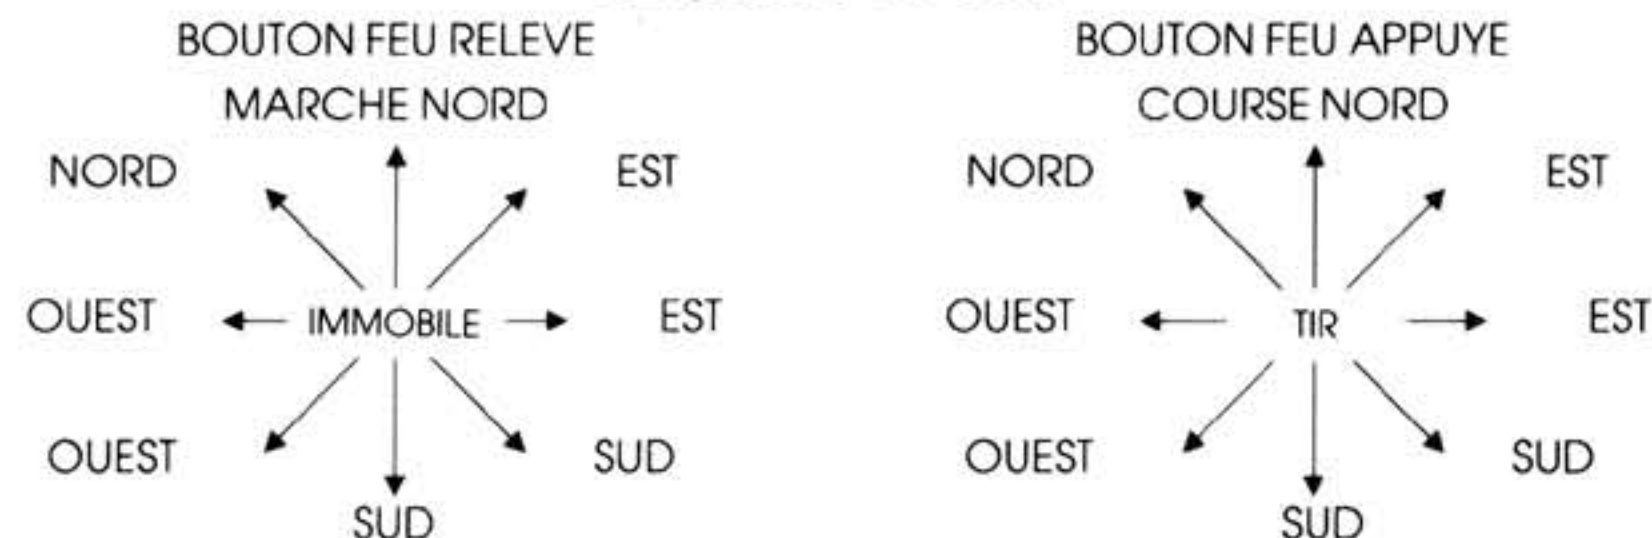 BOUTON FEU RELEVE
MARCHE NORD
NORD
EST
OUEST
IMMOBILE
EST
OUEST
SUD
SUD
BOUTON FEU APPUYE
COURSE NORD
NORD
EST
OUEST
TIR
EST
OUEST
SUD
SUD